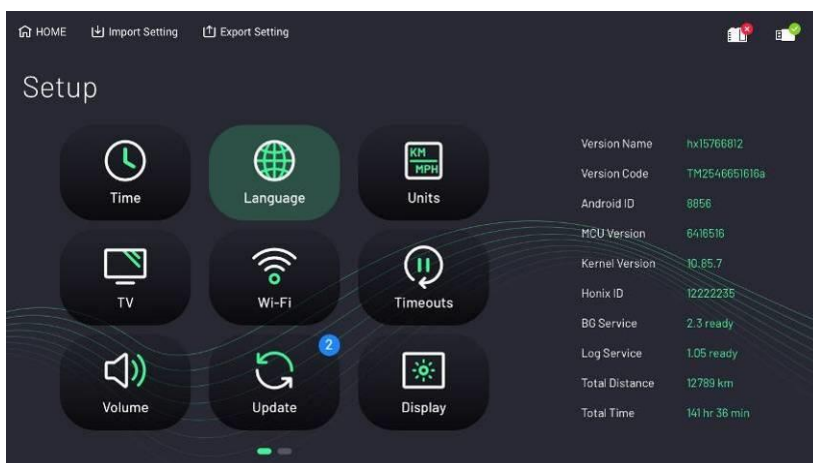 HOME Import Setting Export Setting
Setup
Time
Language
KM
MPH
Units
TV
Wi-Fi
Timeouts
Volume
2
Update
Display
Version Name hx15766812
Version Code TM2546651616a
Android ID 8856
MCU Version 6416516
Kernel Version 10.85.7
Honix ID 12222235
BG Service 2.3 ready
Log Service 1.05 ready
Total Distance 12789 km
Total Time 141 hr 36 min